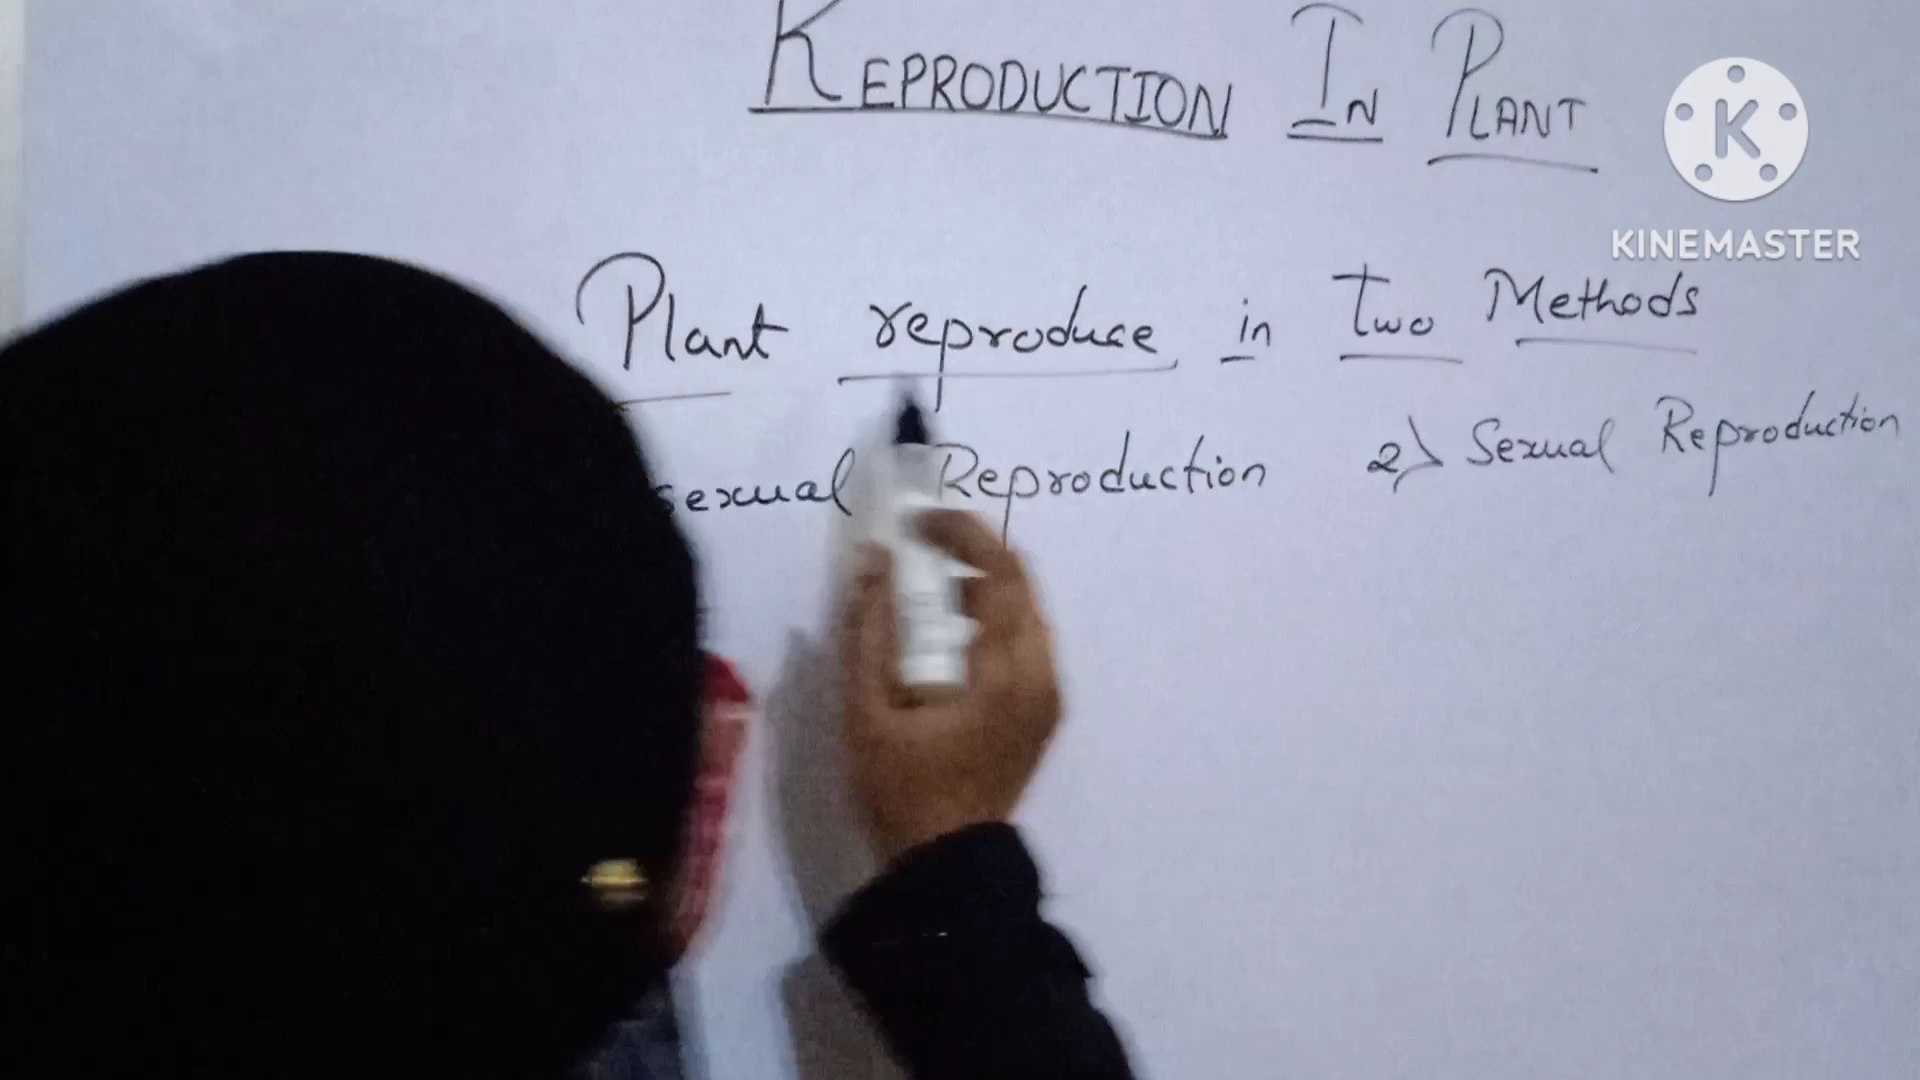 REPRODUCTION IN PLANT
KINEMASTER
Plant reproduce in Two Methods
sexual Reproduction 2) Sexual Reproduction